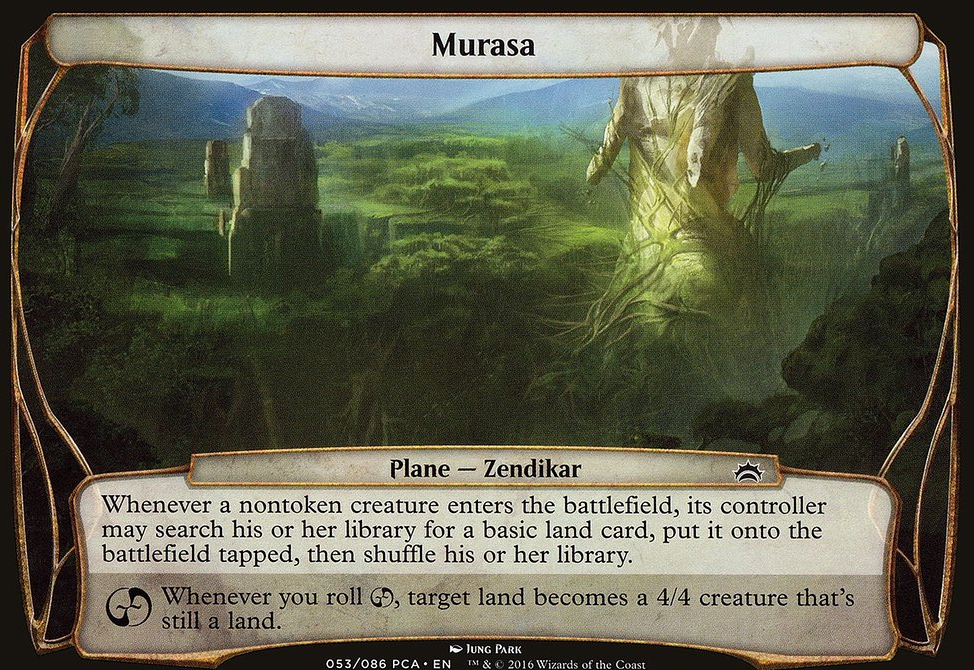 Murasa
Plane — Zendikar
Whenever a nontoken creature enters the battlefield, its controller
may search his or her library for a basic land card, put it onto the
battlefield tapped, then shuffle his or her library.
Whenever you roll , target land becomes a 4/4 creature that's
still a land.
Jung Park
053/086 PCA • EN ™ & © 2016 Wizards of the Coast